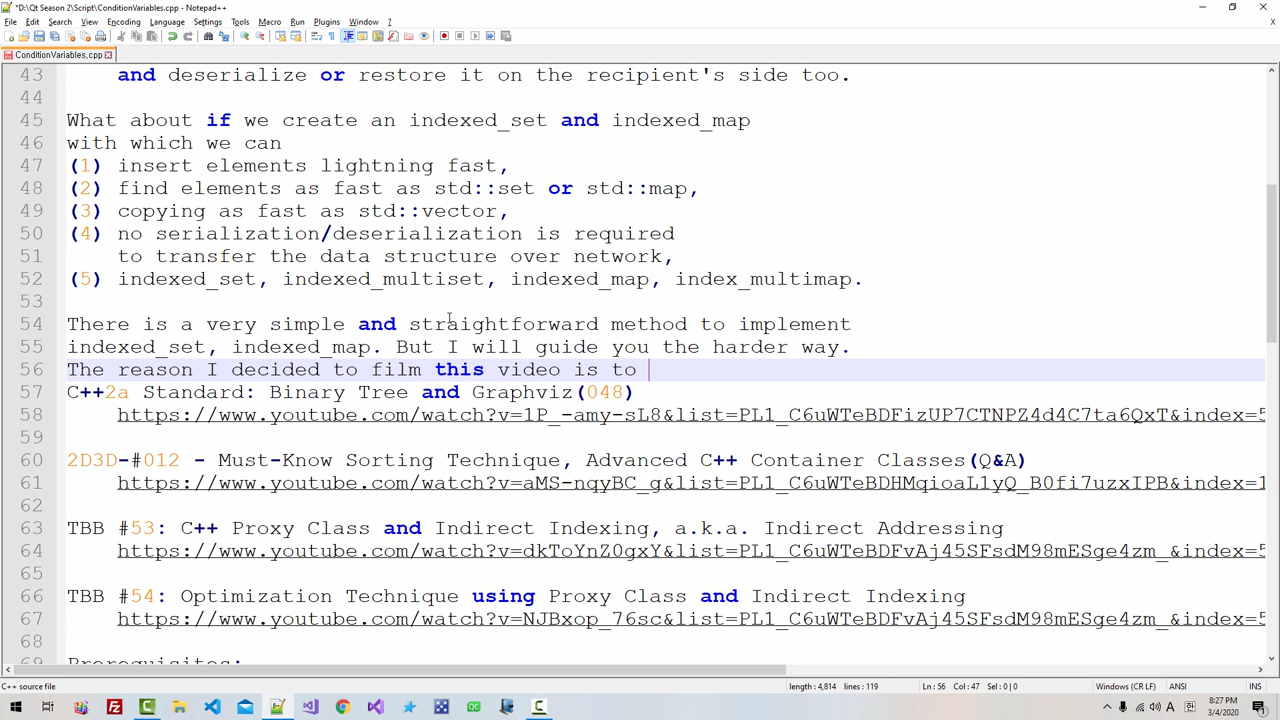 *D:\Qt Season 2\Script\ConditionVariables.cpp - Notepad++
File Edit Search View Encoding Language Settings Tools Macro Run Plugins Window ?
ConditionVariables.cpp
43 and deserialize or restore it on the recipient's side too.
44
45 What about if we create an indexed_set and indexed_map
46 with which we can
47 (1) insert elements lightning fast,
48 (2) find elements as fast as std::set or std::map,
49 (3) copying as fast as std::vector,
50 (4) no serialization/deserialization is required
51 to transfer the data structure over network,
52 (5) indexed_set, indexed_multiset, indexed_map, index_multimap.
53
54 There is a very simple and straightforward method to implement
55 indexed_set, indexed_map. But I will guide you the harder way.
56 The reason I decided to film this video is to
57 C++2a Standard: Binary Tree and Graphviz(048)
58 https://www.youtube.com/watch?v=1P_-amy-sL8&list=PL1_C6uWTeBDFizUP7CTNPZ4d4C7ta6QxT&index=5
59
60 2D3D-#012 - Must-Know Sorting Technique, Advanced C++ Container Classes(Q&A)
61 https://www.youtube.com/watch?v=aMS-nqyBC_g&list=PL1_C6uWTeBDHMqioaL1yQ_B0fi7uzxIPB&index=1
62
63 TBB #53: C++ Proxy Class and Indirect Indexing, a.k.a. Indirect Addressing
64 https://www.youtube.com/watch?v=dkToYnZ0gxY&list=PL1_C6uWTeBDFvAj45SFsdM98mESge4zm_&index=5
65
66 TBB #54: Optimization Technique using Proxy Class and Indirect Indexing
67 https://www.youtube.com/watch?v=NJBxop_76sc&list=PL1_C6uWTeBDFvAj45SFsdM98mESge4zm_&index=5
68
69 Prerequisites:
C++ source file length : 4,814 lines : 119 Ln : 56 Col : 47 Sel : 0 | 0 Windows (CR LF) ANSI INS
8:27 PM
3/4/2020